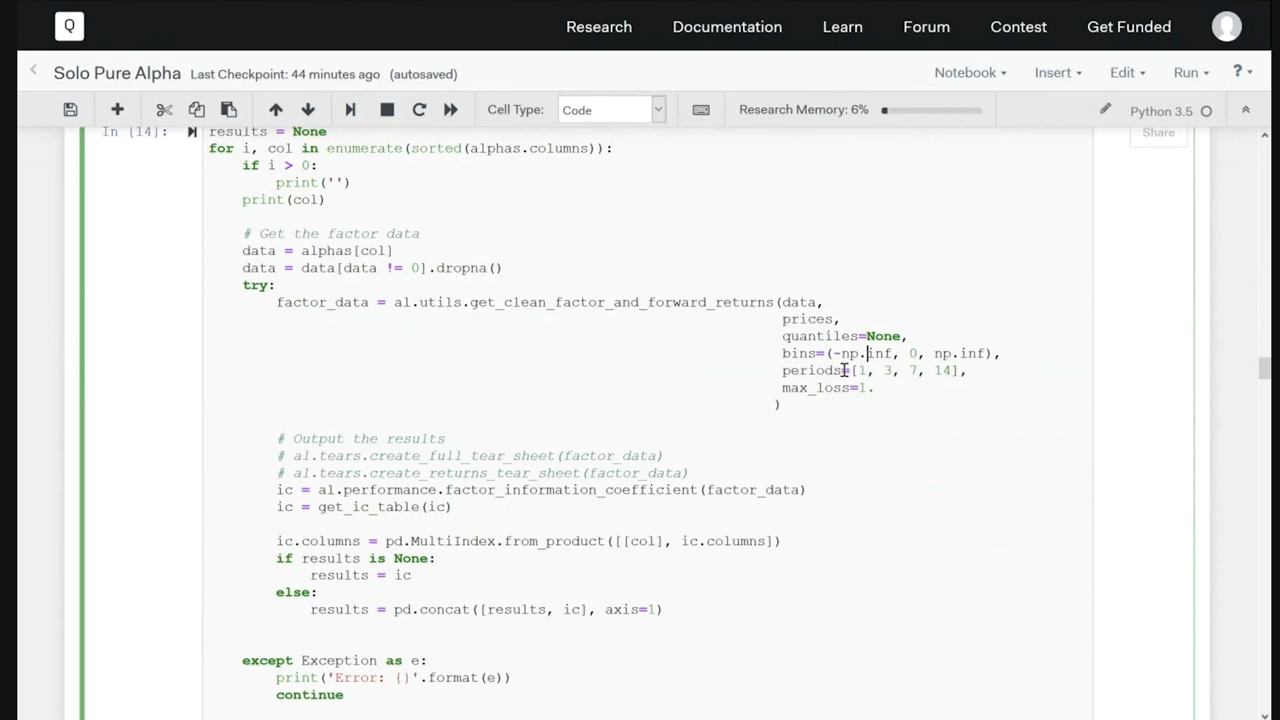 Q Research Documentation Learn Forum Contest Get Funded
Solo Pure Alpha Last Checkpoint: 44 minutes ago (autosaved) Notebook Insert Edit Run ?
Cell Type: Code Research Memory: 6% Python 3.5
In [14]: results = None
Share
for i, col in enumerate(sorted(alphas.columns)):
    if i > 0:
        print('')
    print(col)
    # Get the factor data
    data = alphas[col]
    data = data[data != 0].dropna()
    try:
        factor_data = al.utils.get_clean_factor_and_forward_returns(data,
prices,
quantiles=None,
bins=(-np.inf, 0, np.inf),
periods=[1, 3, 7, 14],
max_loss=1.
)
        # Output the results
        # al.tears.create_full_tear_sheet(factor_data)
        # al.tears.create_returns_tear_sheet(factor_data)
        ic = al.performance.factor_information_coefficient(factor_data)
        ic = get_ic_table(ic)
        ic.columns = pd.MultiIndex.from_product([[col], ic.columns])
        if results is None:
            results = ic
        else:
            results = pd.concat([results, ic], axis=1)
    except Exception as e:
        print('Error: {}'.format(e))
        continue